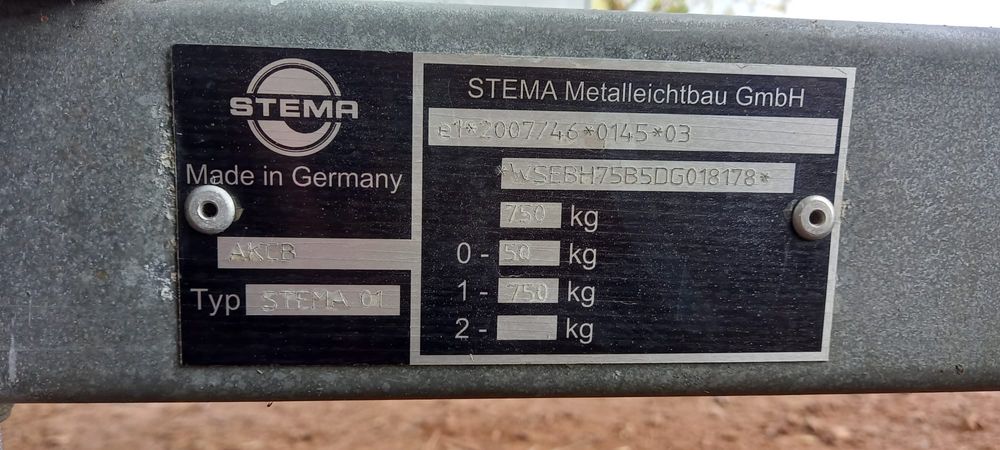 STEMA
Made in Germany
AKCB
Typ STEMA 01
STEMA Metalleichtbau GmbH
e1*2007/46*0145*03
*WSEBH75B5DG018178*
750 kg
0 - 50 kg
1 - 750 kg
2 - kg